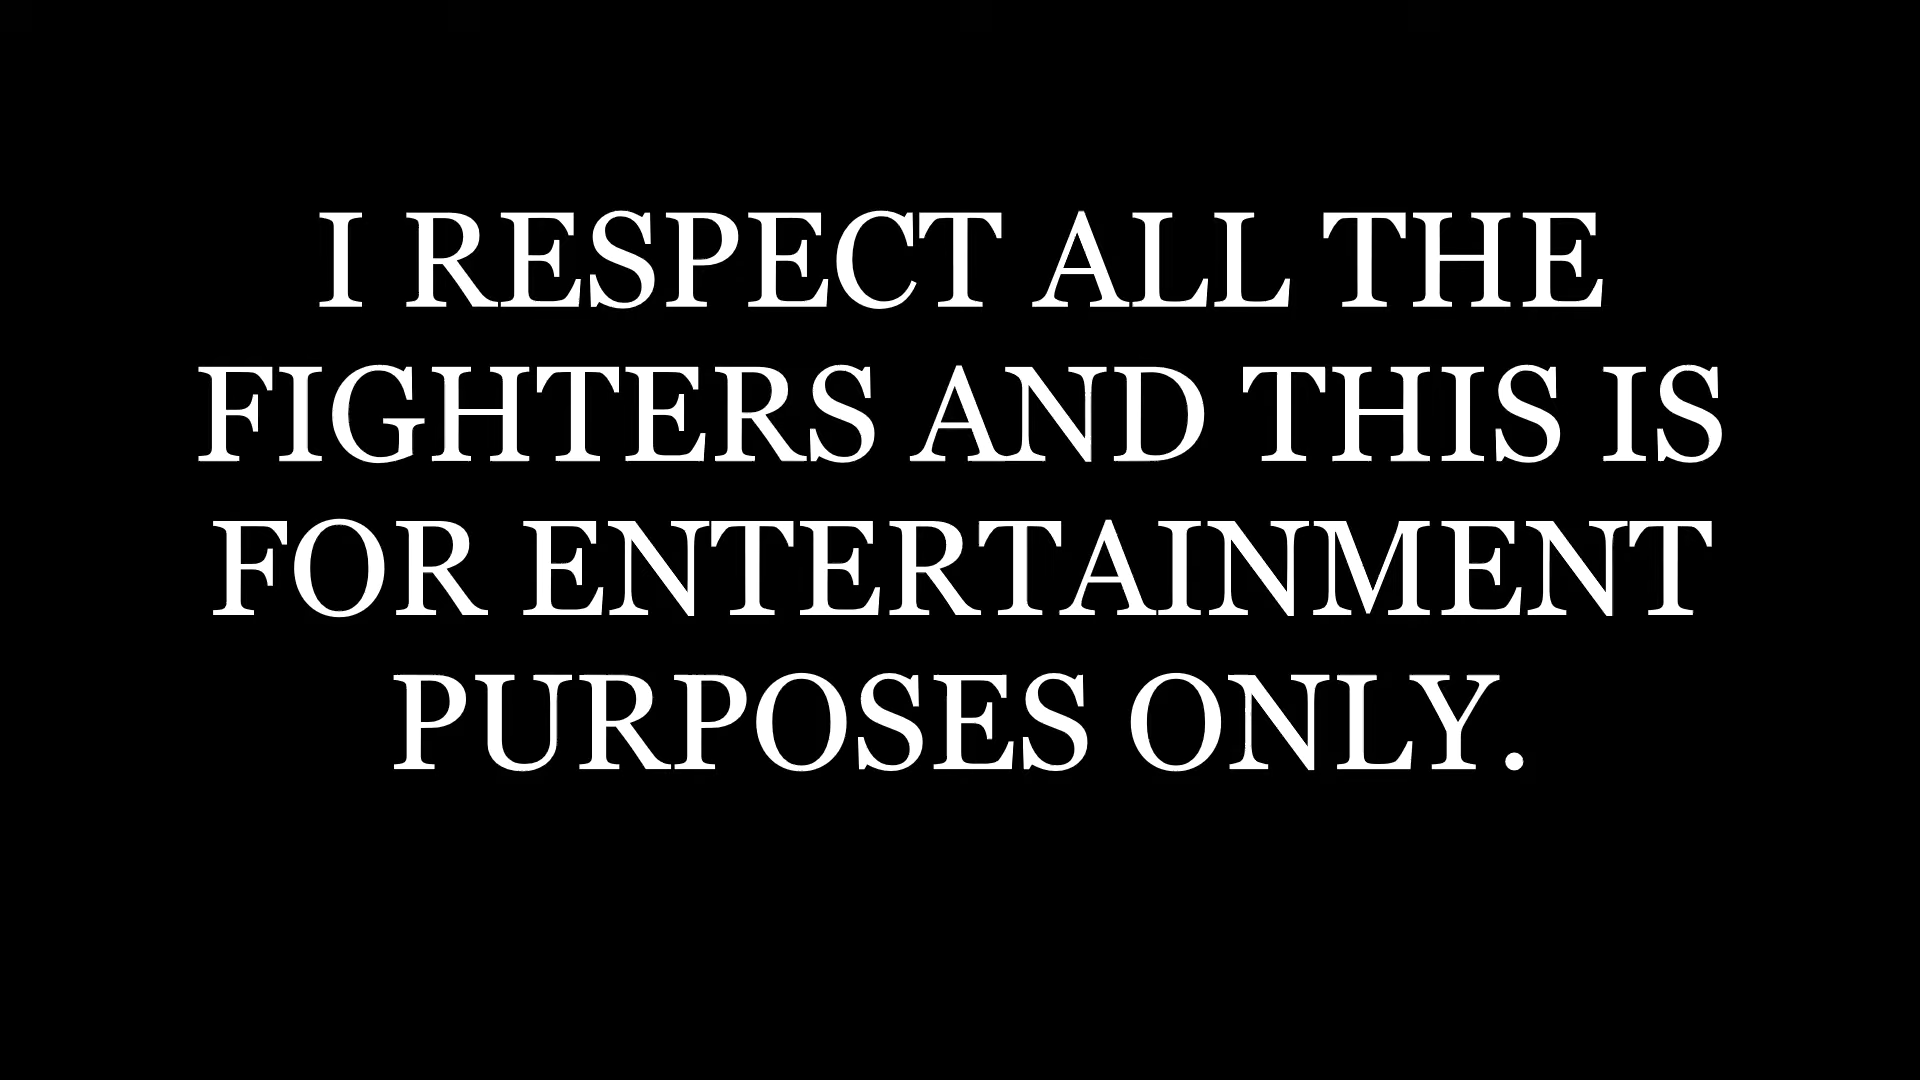 I RESPECT ALL THE
FIGHTERS AND THIS IS
FOR ENTERTAINMENT
PURPOSES ONLY.